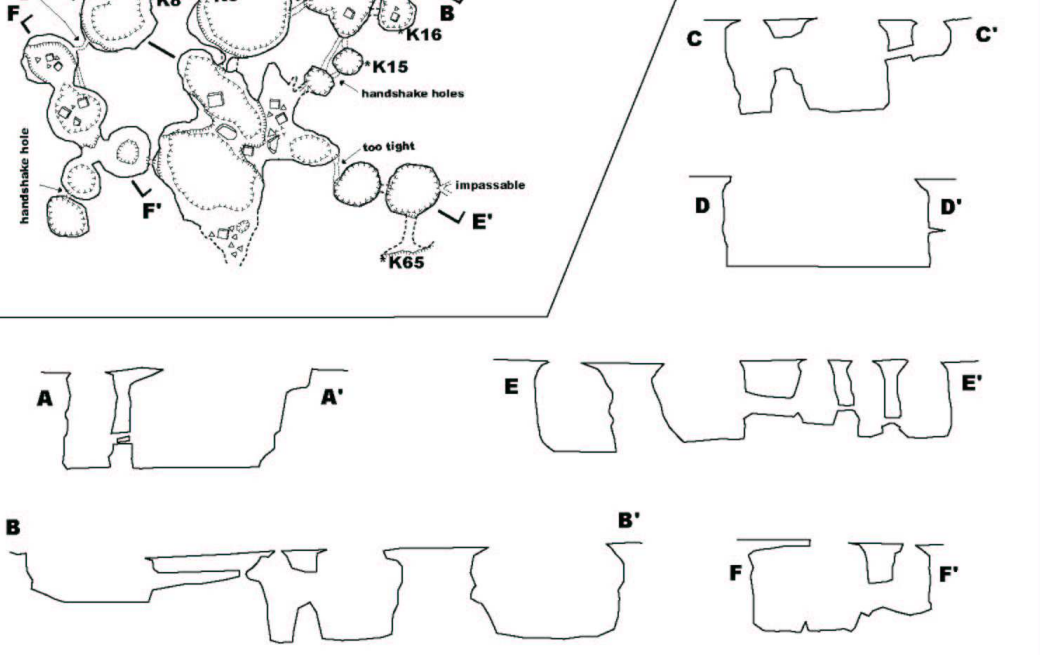 F
K8
B
*K16
*K15
handshake holes
too tight
handshake hole
impassable
F'
E'
*K65
C
C'
D
D'
A
A'
E
E'
B
B'
F
F'